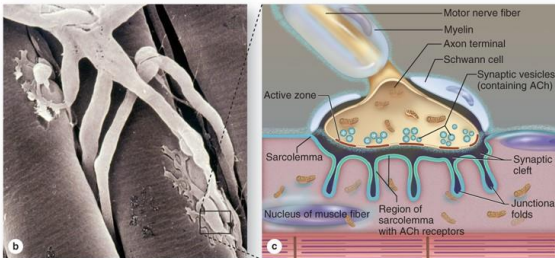 Motor nerve fiber
Myelin
Axon terminal
Schwann cell
Synaptic vesicles
(containing ACh)
Active zone
Sarcolemma
Synaptic
cleft
Nucleus of muscle fiber
Region of
sarcolemma
with ACh receptors
Junctional
folds
b
c